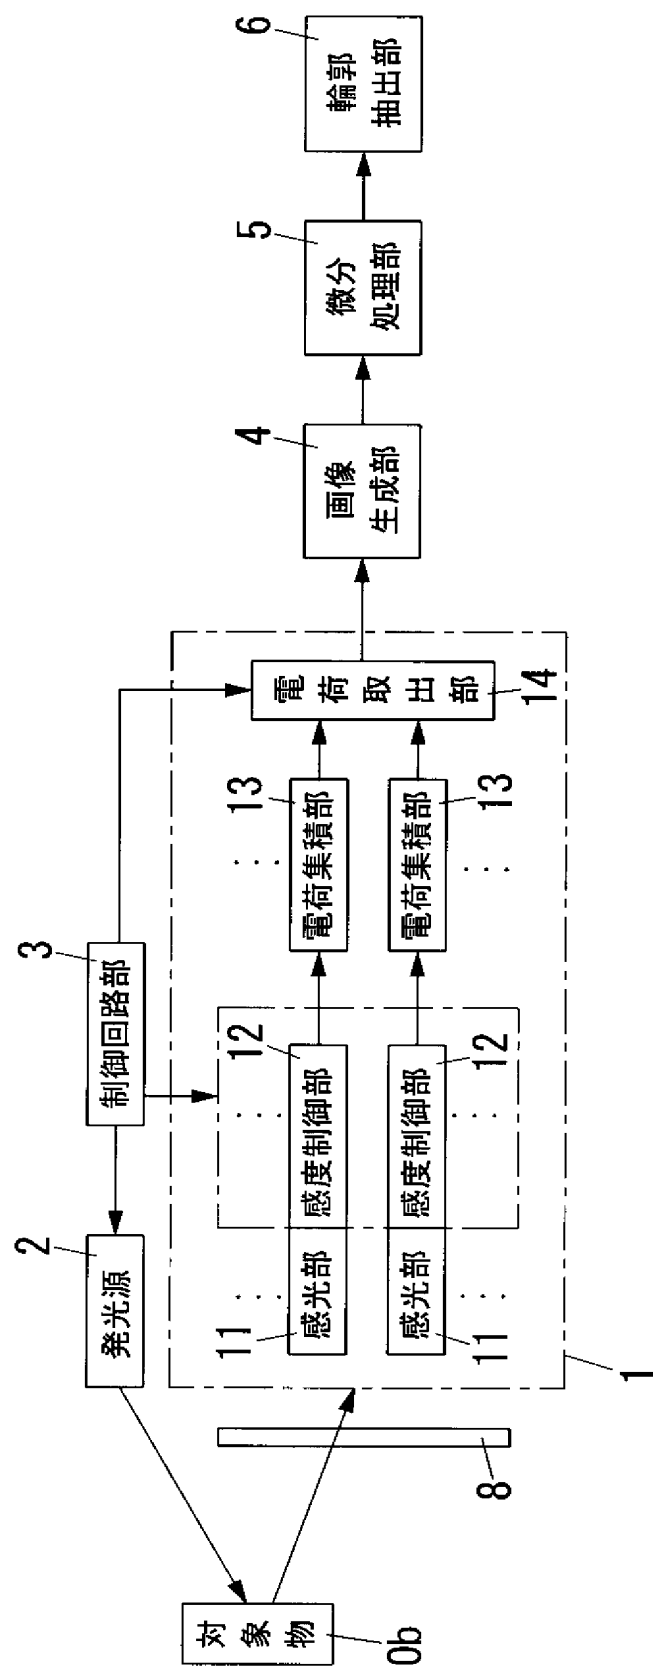 対象物
Ob
発光源
2
制御回路部
3
8
1
感光部
11
感度制御部
12
電荷集積部
13
感光部
11
感度制御部
12
電荷集積部
13
電荷取出部
14
画像
生成部
4
微分
処理部
5
輪郭
抽出部
6